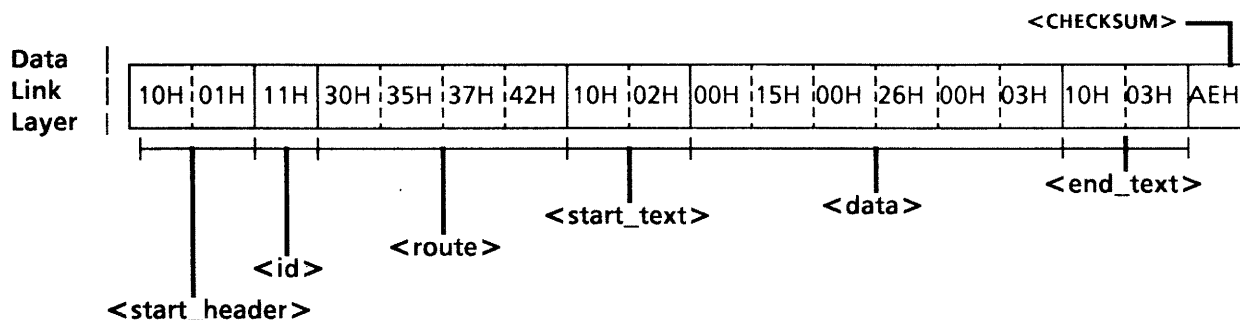 <CHECKSUM>
Data
Link
Layer
10H 01H 11H 30H 35H 37H 42H 10H 02H 00H 15H 00H 26H 00H 03H 10H 03H AEH
<end_text>
<data>
<start_text>
<route>
<id>
<start_header>